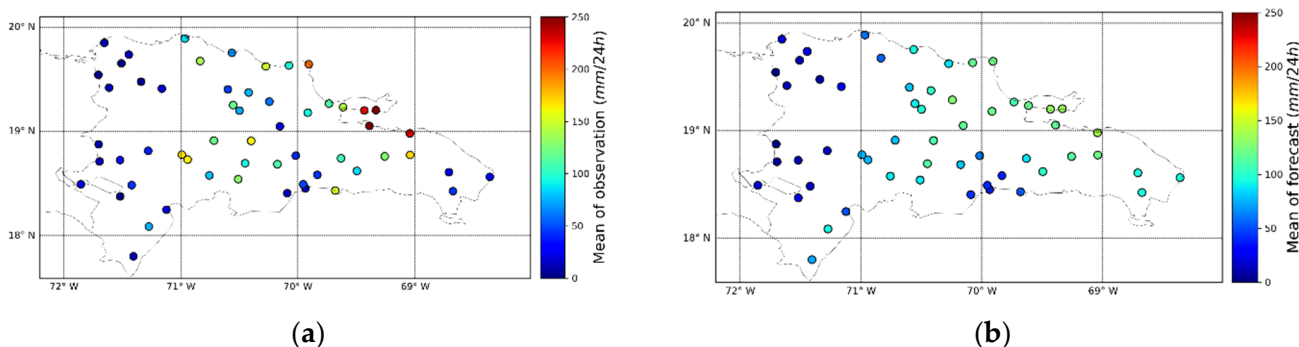 20° N
19° N
18° N
72° W
71° W
70° W
69° W
250
200
150
100
50
0
Mean of observation (mm/24h)
(a)
20° N
19° N
18° N
72° W
71° W
70° W
69° W
250
200
150
100
50
0
Mean of forecast (mm/24h)
(b)